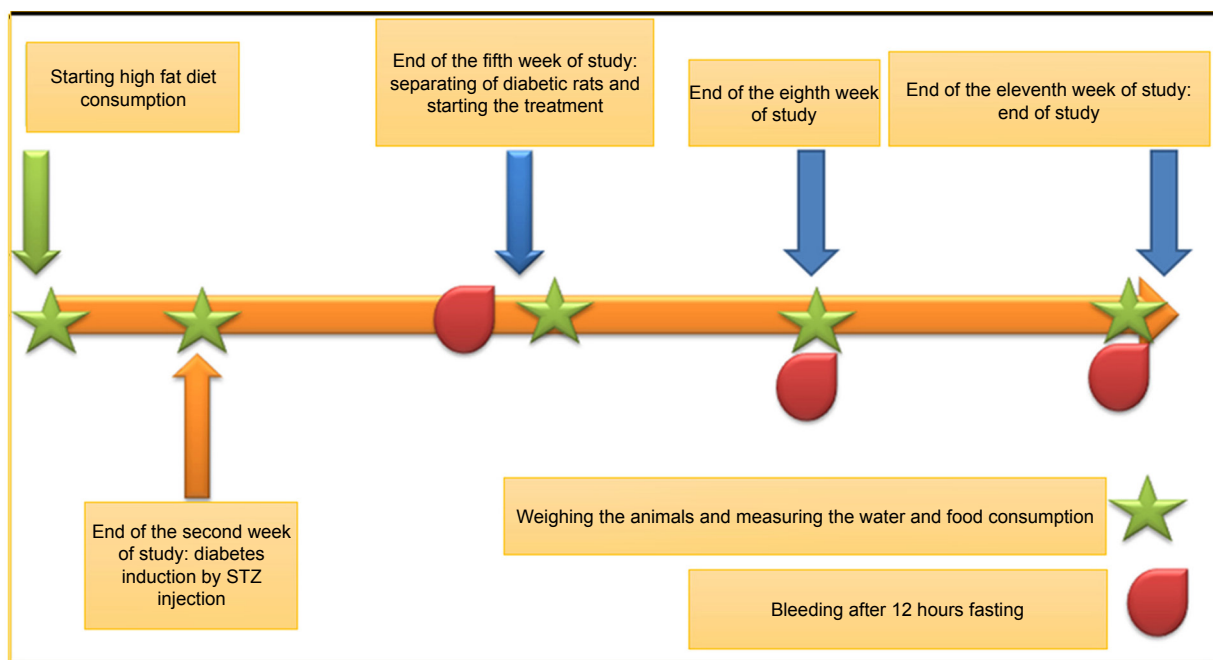 Starting high fat diet
consumption
End of the fifth week of study:
separating of diabetic rats and
starting the treatment
End of the eighth week
of study
End of the eleventh week of study:
end of study
End of the second week
of study: diabetes
induction by STZ
injection
Weighing the animals and measuring the water and food consumption
Bleeding after 12 hours fasting